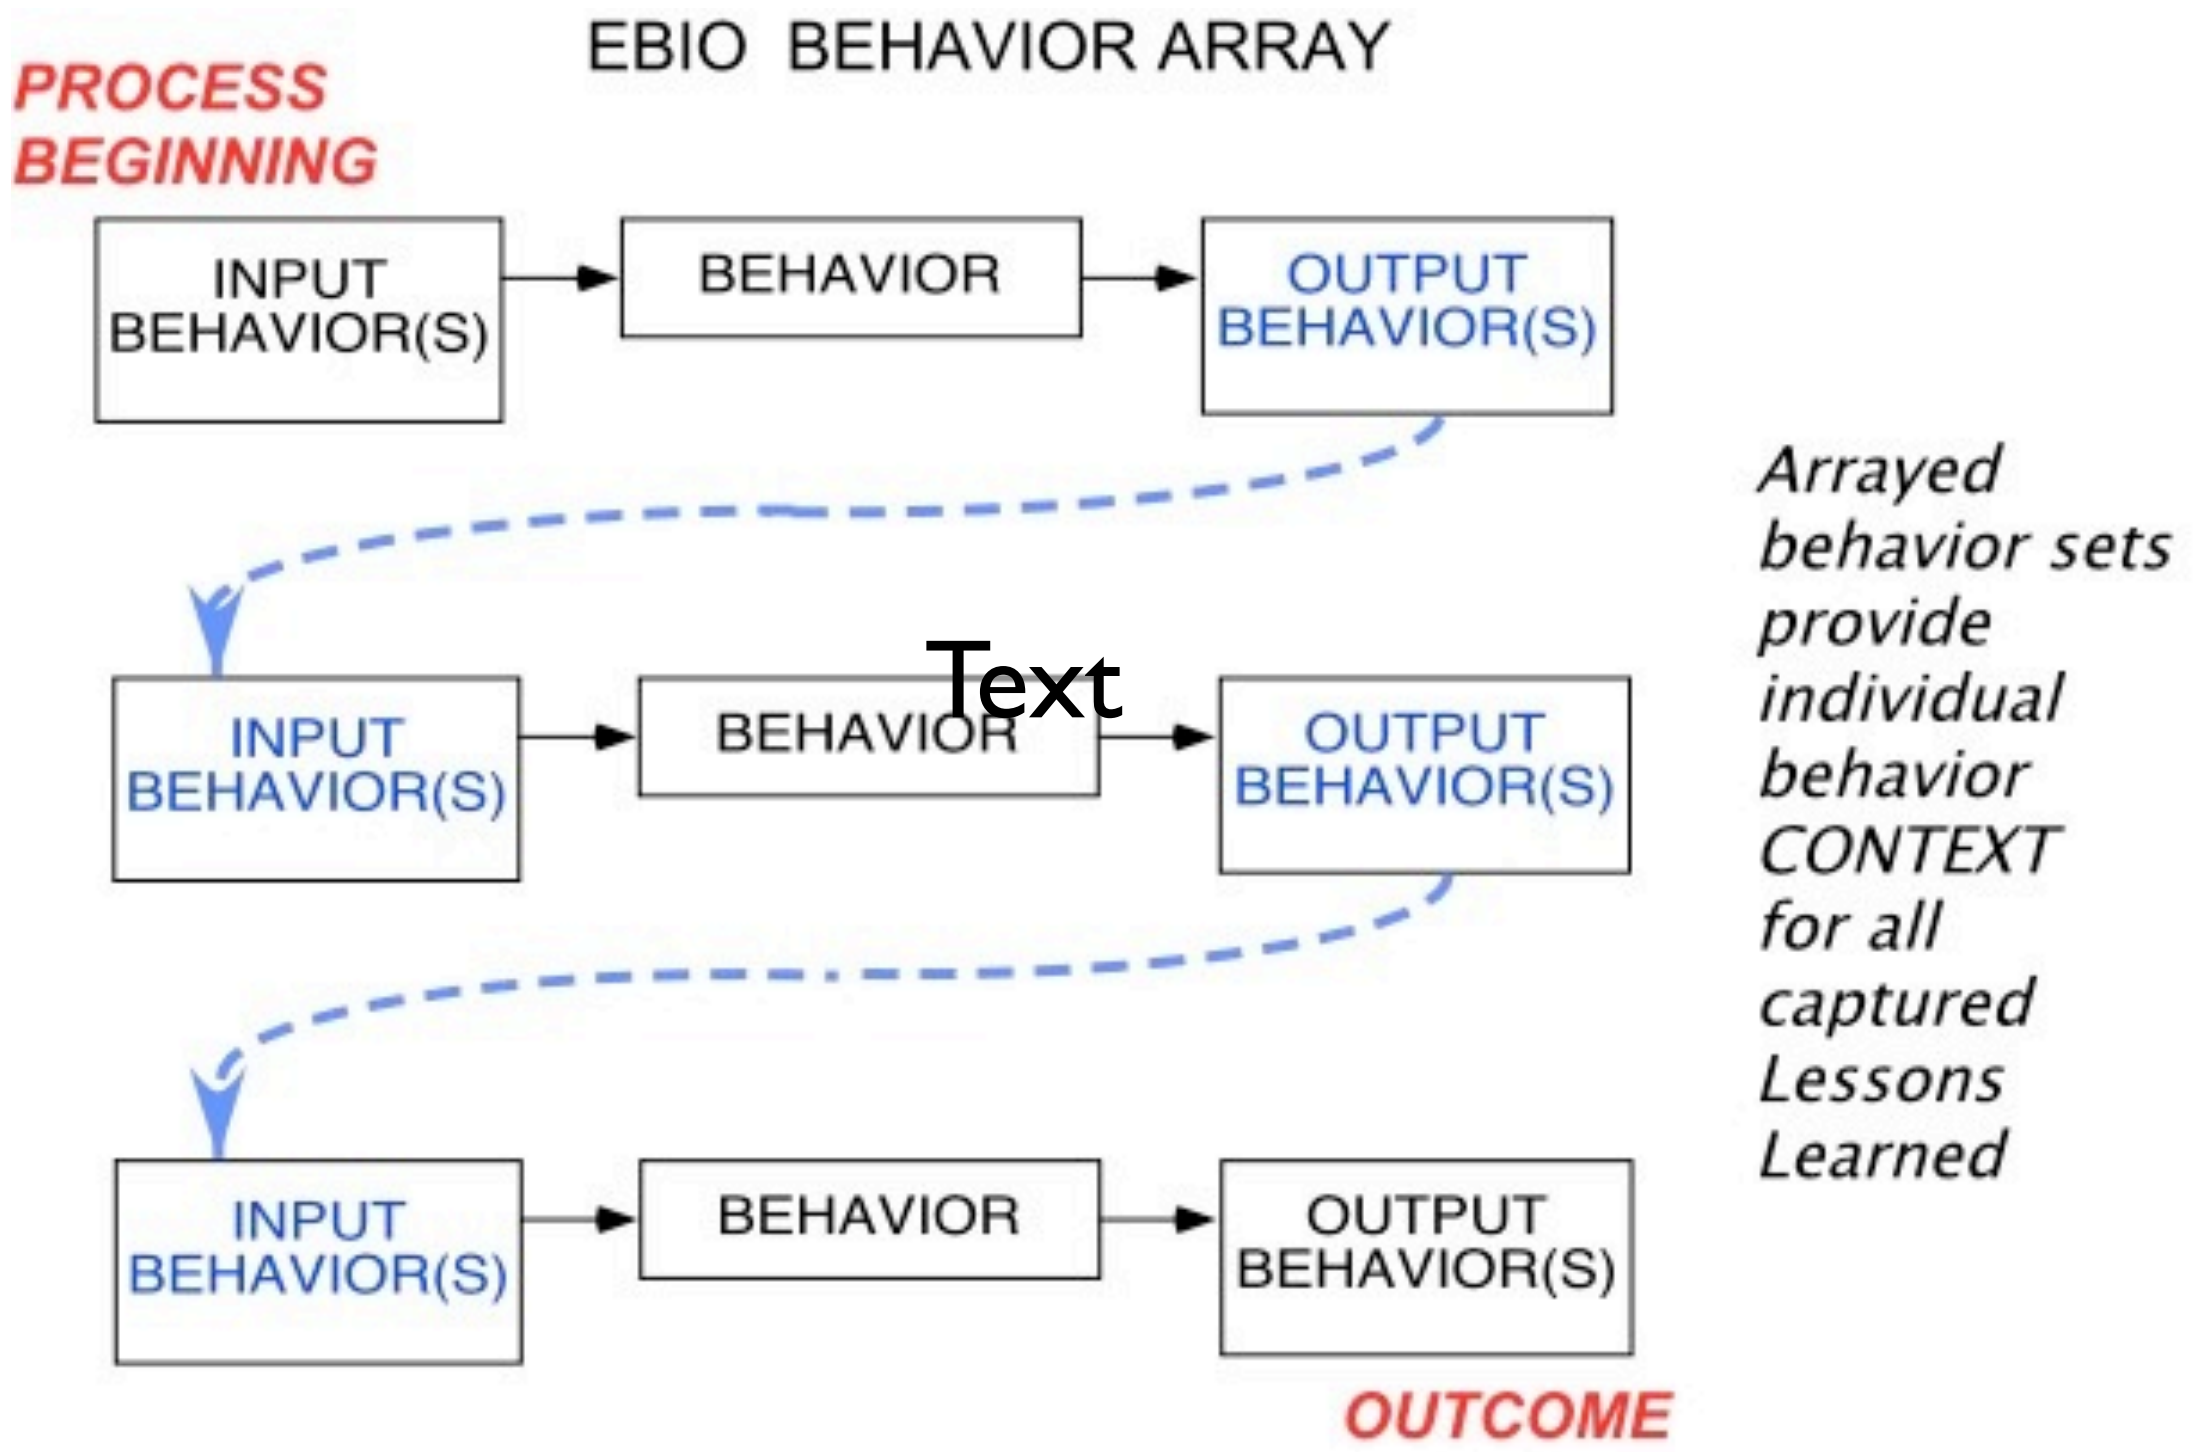 EBIO BEHAVIOR ARRAY
PROCESS
BEGINNING
INPUT
BEHAVIOR(S)
BEHAVIOR
OUTPUT
BEHAVIOR(S)
INPUT
BEHAVIOR(S)
BEHAVIOR
Text
OUTPUT
BEHAVIOR(S)
INPUT
BEHAVIOR(S)
BEHAVIOR
OUTPUT
BEHAVIOR(S)
OUTCOME
Arrayed
behavior sets
provide
individual
behavior
CONTEXT
for all
captured
Lessons
Learned